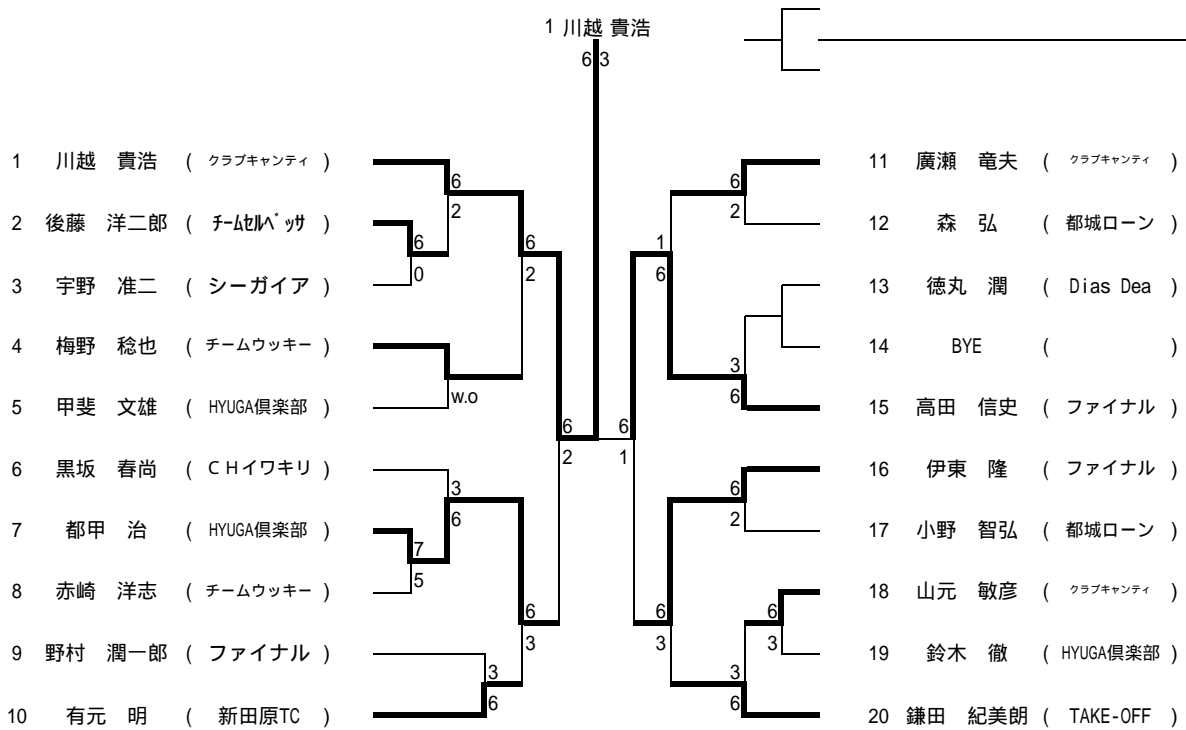 1 川越 貴浩
6 3
1 川越 貴浩 ( クラブキャンティ )
2 後藤 洋二郎 ( チームセルベッサ )
3 宇野 准二 ( シーガイア )
4 梅野 稔也 ( チームウッキー )
5 甲斐 文雄 ( HYUGA倶楽部 )
6 黒坂 春尚 ( CHイワキリ )
7 都甲 治 ( HYUGA倶楽部 )
8 赤崎 洋志 ( チームウッキー )
9 野村 潤一郎 ( ファイナル )
10 有元 明 ( 新田原TC )
6
2
6
0
6
2
w.o
6
2
3
6
7
5
6
3
3
6
11 廣瀬 竜夫 ( クラブキャンティ )
12 森 弘 ( 都城ローン )
13 徳丸 潤 ( Dias Dea )
14 BYE ( )
15 高田 信史 ( ファイナル )
16 伊東 隆 ( ファイナル )
17 小野 智弘 ( 都城ローン )
18 山元 敏彦 ( クラブキャンティ )
19 鈴木 徹 ( HYUGA倶楽部 )
20 鎌田 紀美朗 ( TAKE-OFF )
6
2
1
6
3
6
6
1
6
2
6
3
6
3
3
6